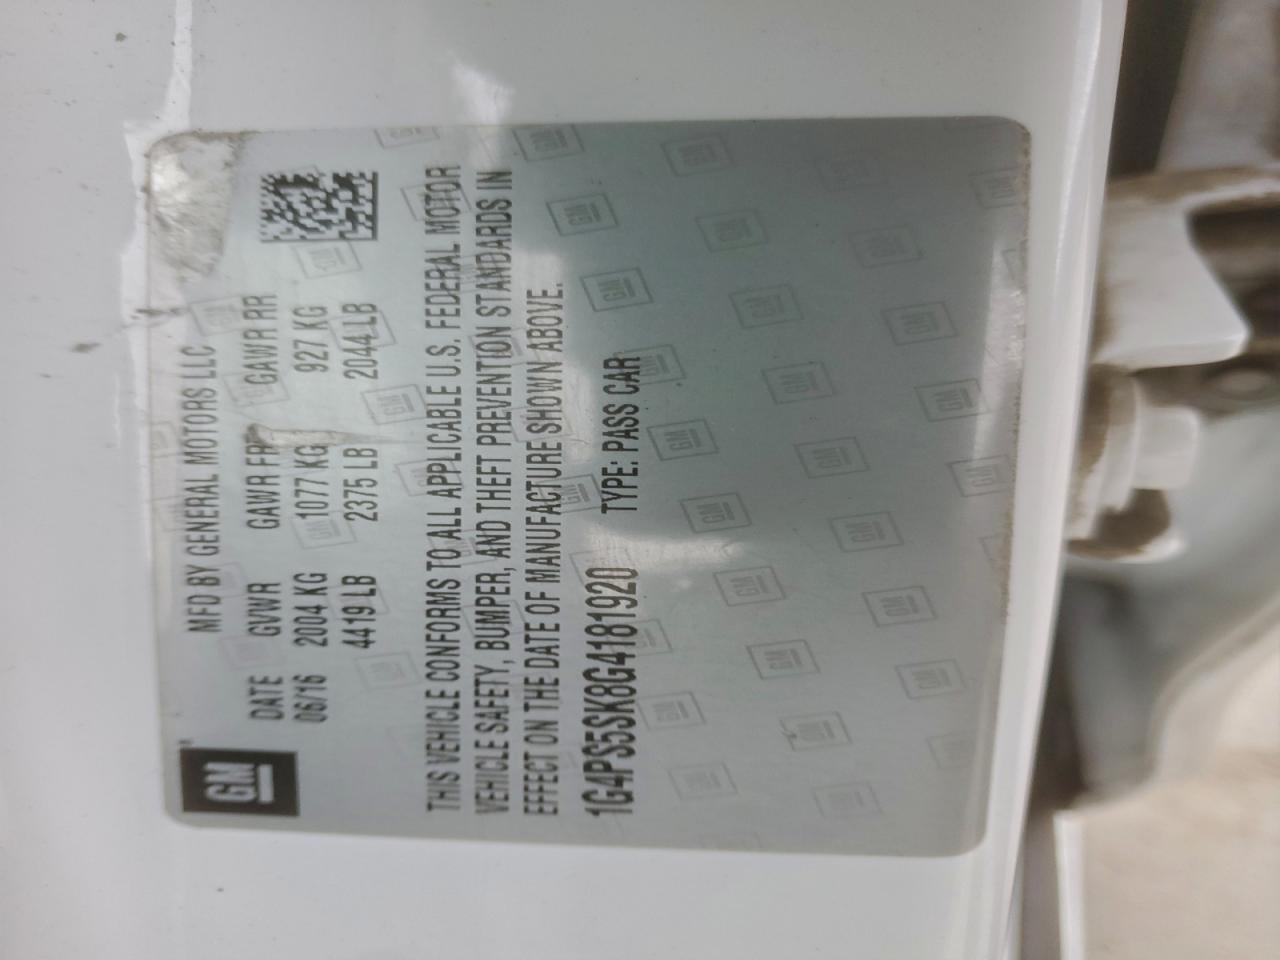 GM
MFD BY GENERAL MOTORS LLC
DATE GVWR GAWR FRT GAWR RR
06/16 2004 KG 1077 KG 927 KG
4419 LB 2375 LB 2044 LB
THIS VEHICLE CONFORMS TO ALL APPLICABLE U.S. FEDERAL MOTOR
VEHICLE SAFETY, BUMPER, AND THEFT PREVENTION STANDARDS IN
EFFECT ON THE DATE OF MANUFACTURE SHOWN ABOVE.
1G4PS5SK8G4181920 TYPE: PASS CAR